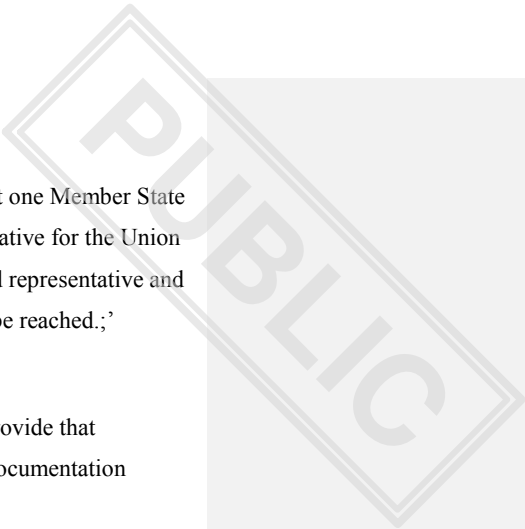 t one Member State
ative for the Union
l representative and
be reached.;’
ovide that
ocumentation
PUBLIC